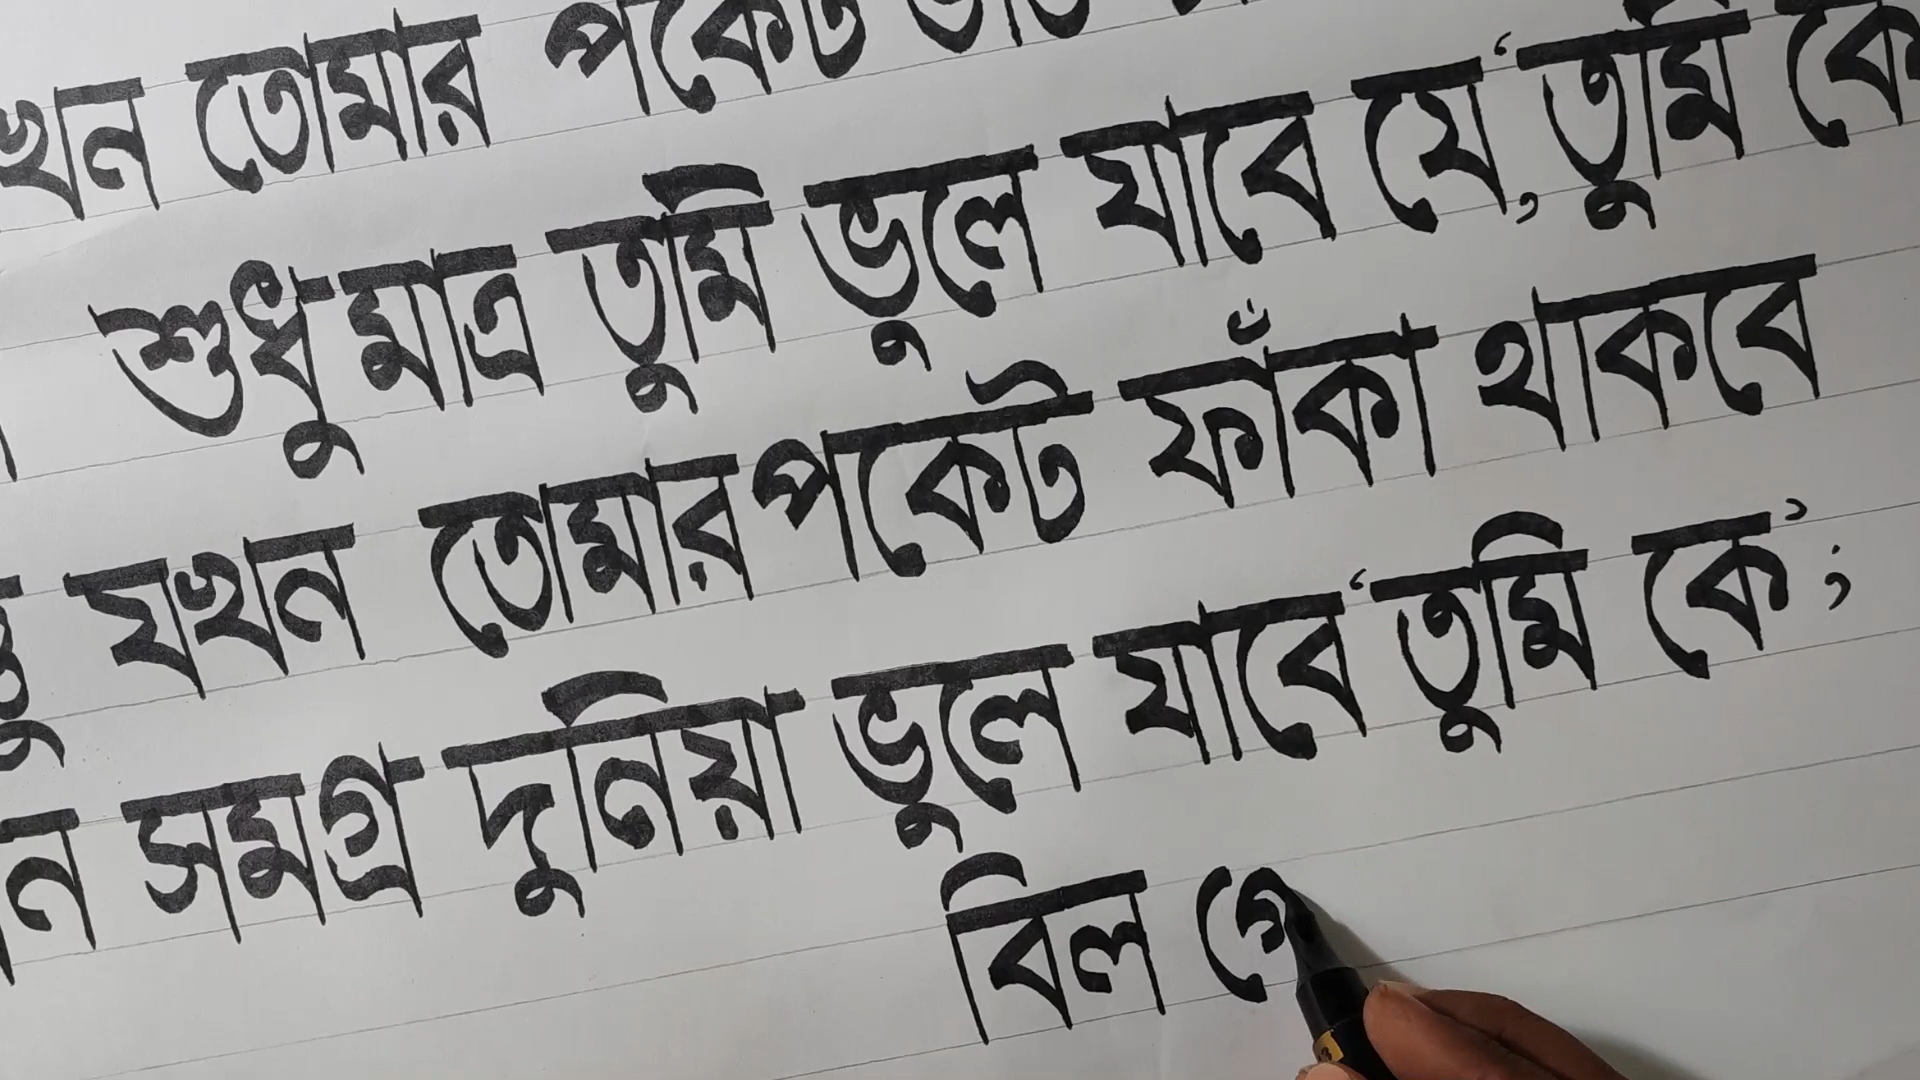 তোমার পকেট
শুধু মাত্র তুমি ভুলে যাবে যে, ‘তুমি কে
যখন তোমার পকেট ফাঁকা থাকবে
সমগ্র দুনিয়া ভুলে যাবে ‘তুমি কে’;
বিল গে